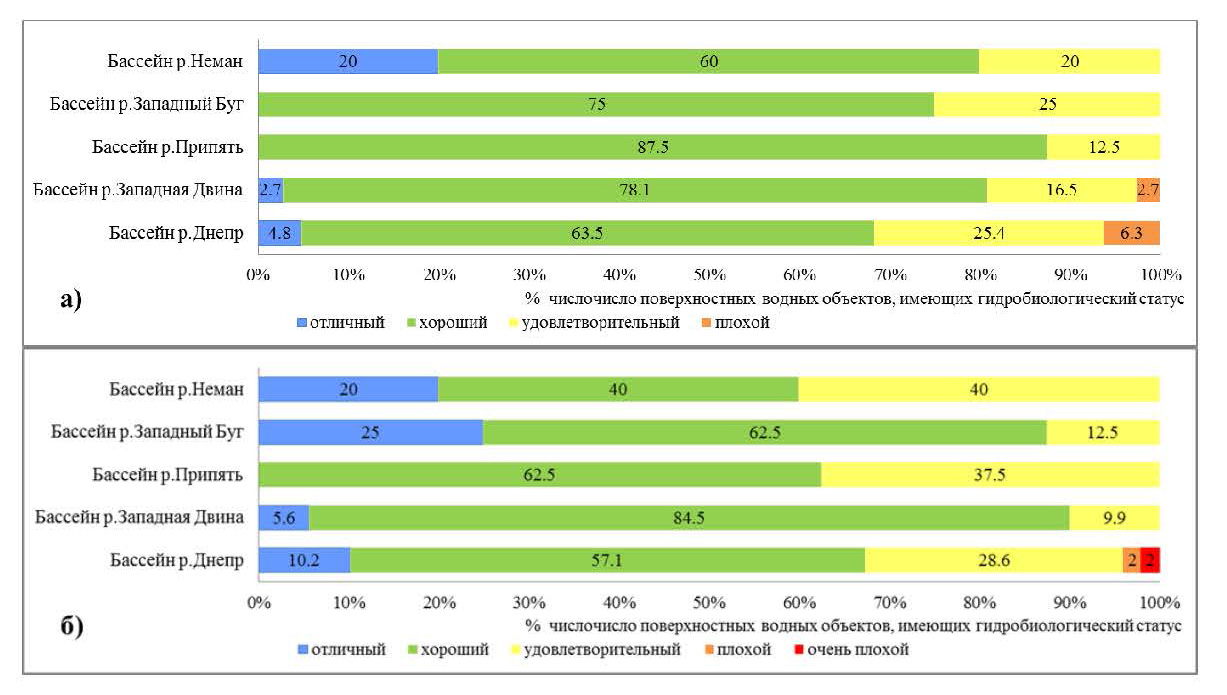 Бассейн р.Неман 20 60 20
Бассейн р.Западный Буг 75 25
Бассейн р.Припять 87.5 12.5
Бассейн р.Западная Двина 2.7 78.1 16.5 2.7
Бассейн р.Днепр 4.8 63.5 25.4 6.3
0% 10% 20% 30% 40% 50% 60% 70% 80% 90% 100%
а) % числочисло поверхностных водных объектов, имеющих гидробиологический статус
отличный хороший удовлетворительный плохой
Бассейн р.Неман 20 40 40
Бассейн р.Западный Буг 25 62.5 12.5
Бассейн р.Припять 62.5 37.5
Бассейн р.Западная Двина 5.6 84.5 9.9
Бассейн р.Днепр 10.2 57.1 28.6 2 2
0% 10% 20% 30% 40% 50% 60% 70% 80% 90% 100%
б) % числочисло поверхностных водных объектов, имеющих гидробиологический статус
отличный хороший удовлетворительный плохой очень плохой